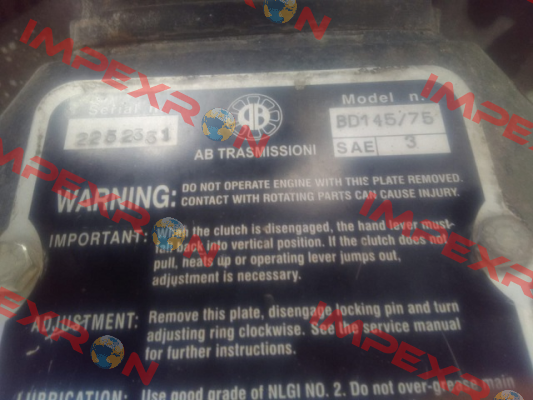 IMPEXRON
Serial n.
Model n.
2252381
AB
BD145/75
SAE 3
AB TRASMISSIONI
WARNING: DO NOT OPERATE ENGINE WITH THIS PLATE REMOVED.
CONTACT WITH ROTATING PARTS CAN CAUSE INJURY.
IMPORTANT: When the clutch is disengaged, the hand lever must
fall back into vertical position. If the clutch does not
pull, heats up or operating lever jumps out,
adjustment is necessary.
ADJUSTMENT: Remove this plate, disengage locking pin and turn
adjusting ring clockwise. See the service manual
for further instructions.
LUBRICATION: Use good grade of NLGI NO. 2. Do not over-grease main